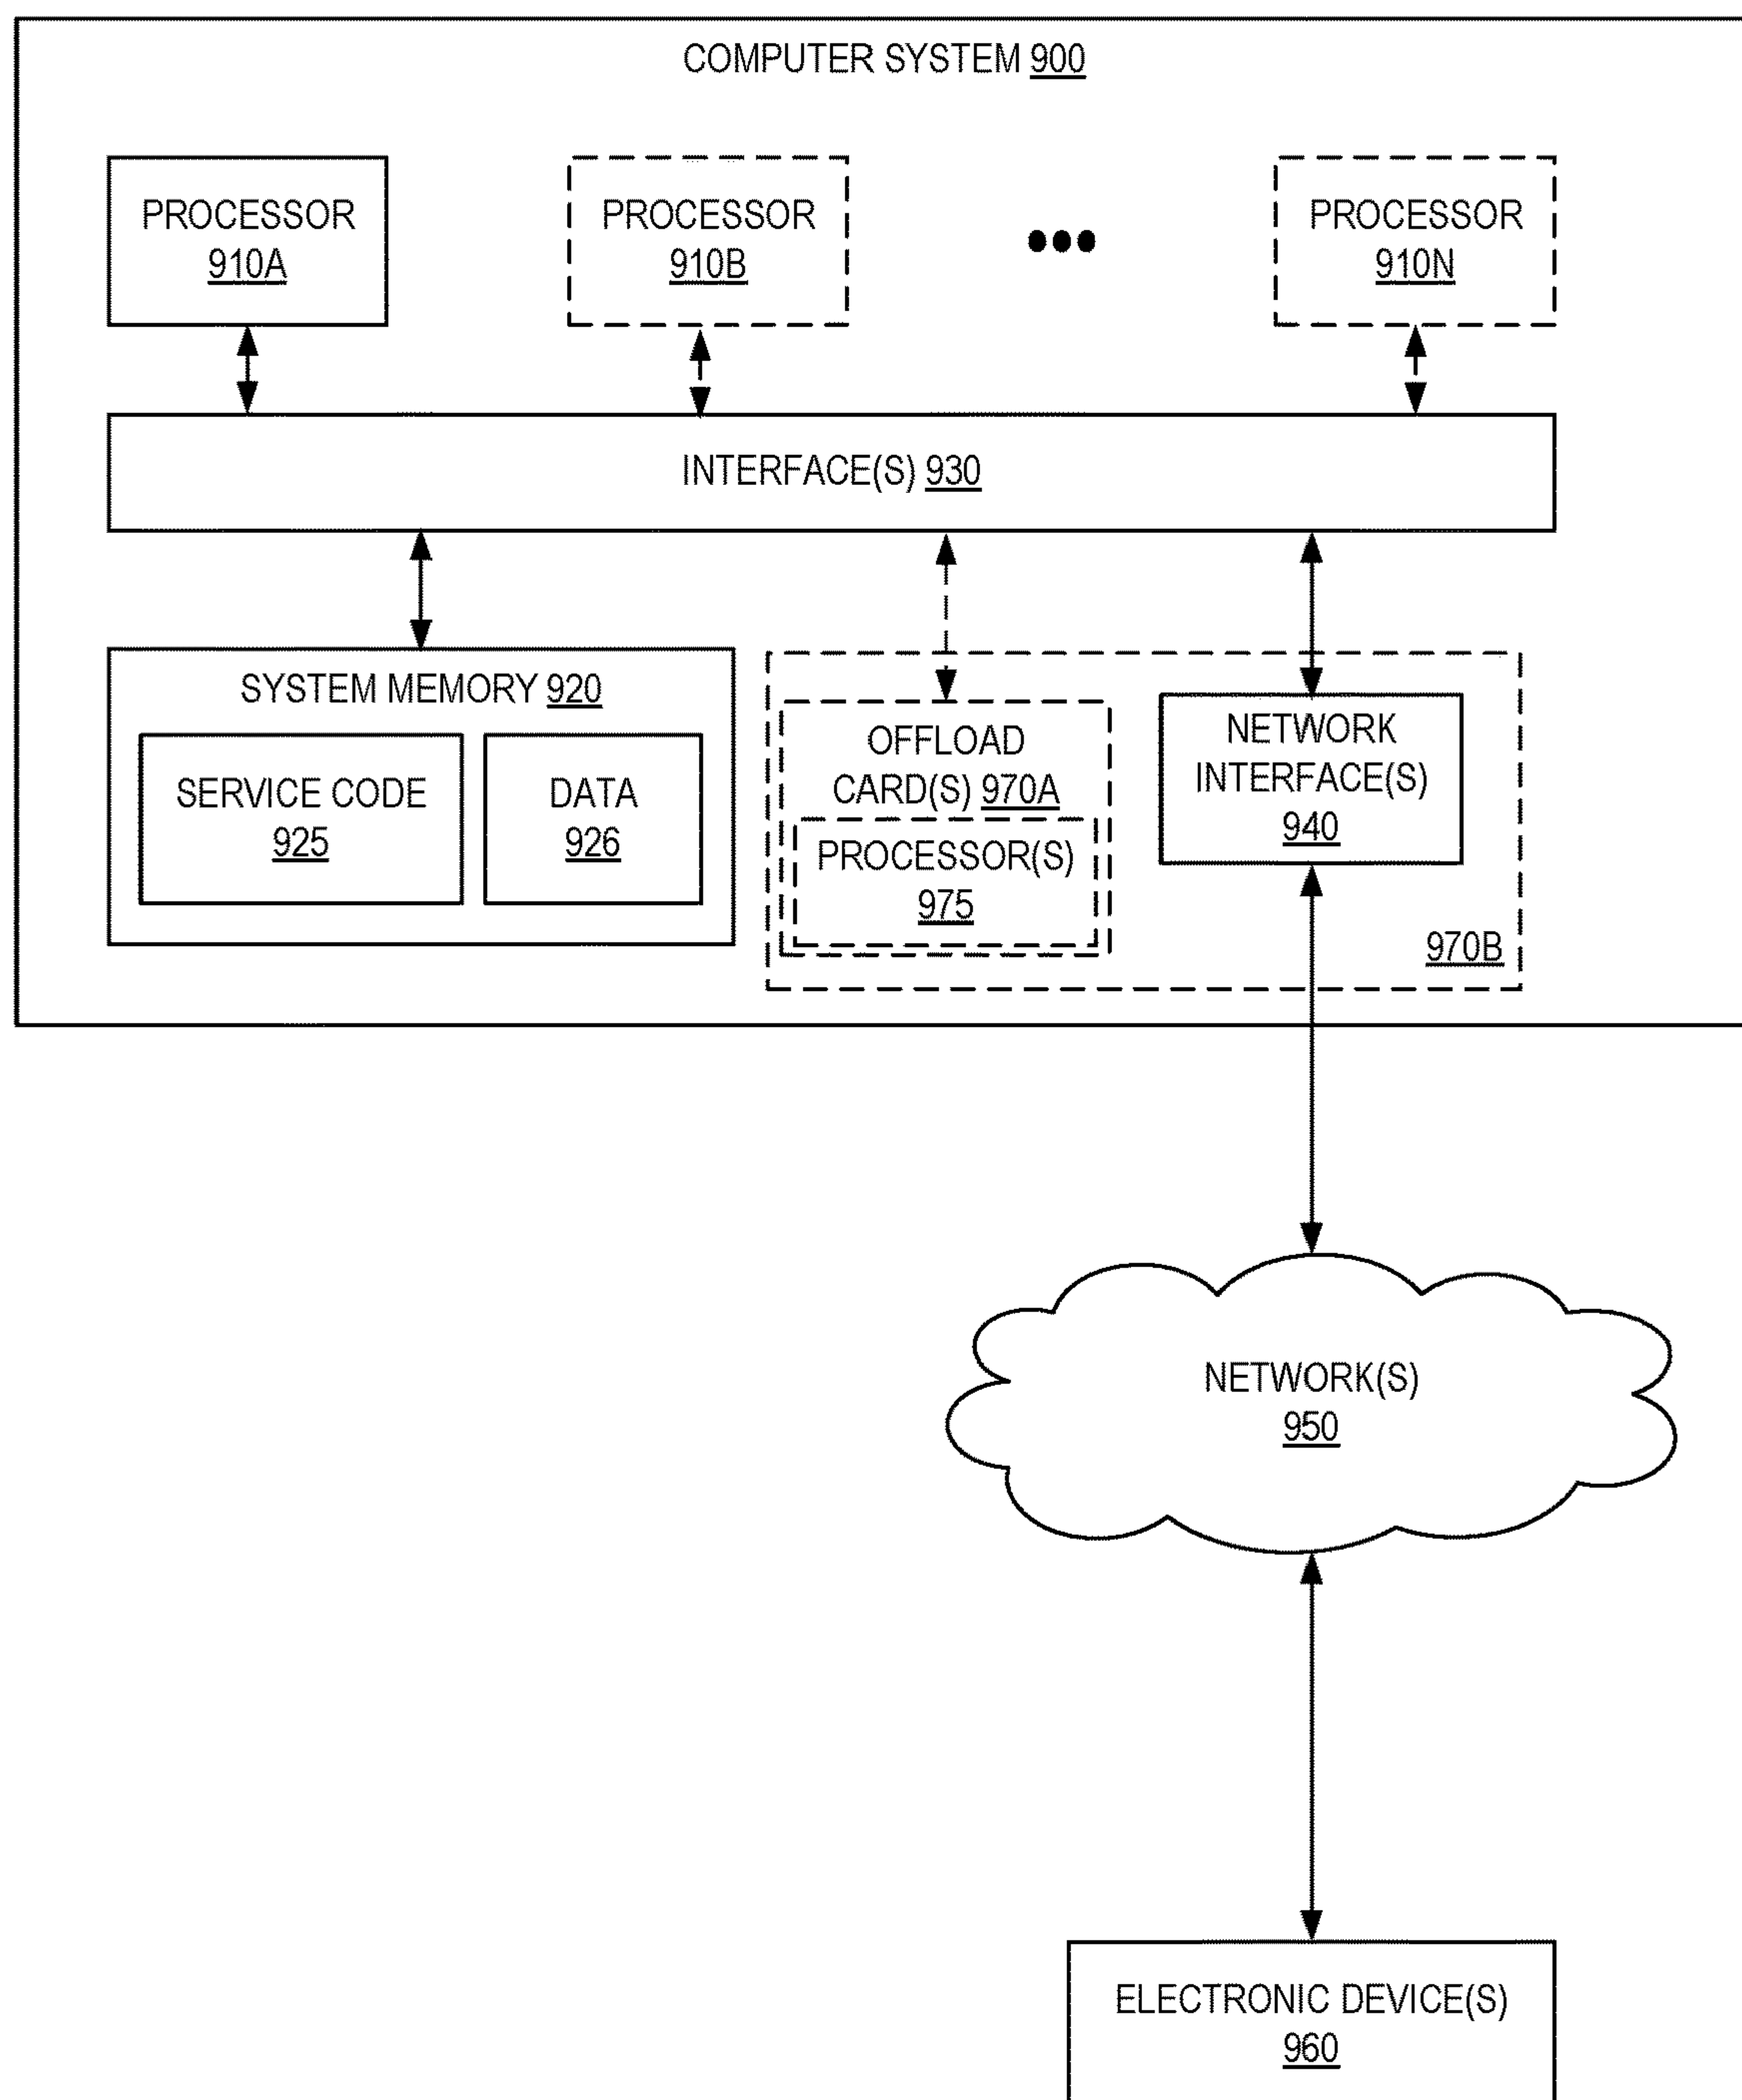 COMPUTER SYSTEM 900
PROCESSOR
910A
PROCESSOR
910B
PROCESSOR
910N
INTERFACE(S) 930
SYSTEM MEMORY 920
SERVICE CODE
925
DATA
926
OFFLOAD
CARD(S) 970A
PROCESSOR(S)
975
NETWORK
INTERFACE(S)
940
970B
NETWORK(S)
950
ELECTRONIC DEVICE(S)
960